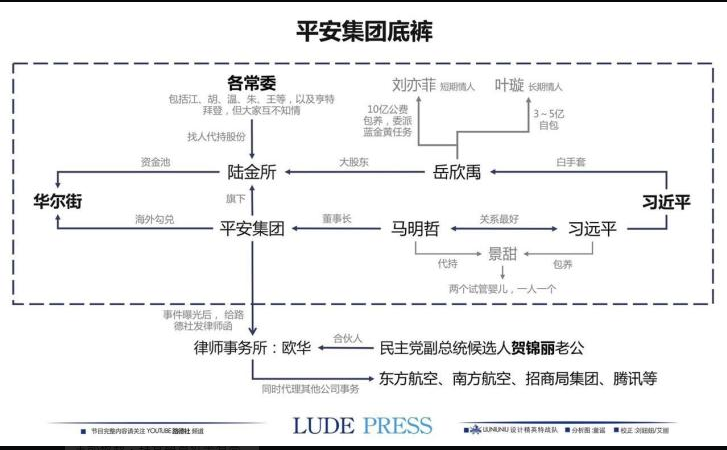 平安集团底裤
各常委
包括江、胡、温、朱、王等，以及亨特
拜登，但大家互不知情
找人代持股份
刘亦菲 短期情人
叶璇 长期情人
10亿公费
包养，委派
蓝金黄任务
3~5亿
自包
资金池
陆金所
大股东
岳欣禹
白手套
华尔街
旗下
习近平
海外勾兑
平安集团
董事长
马明哲
关系最好
习远平
景甜
代持
包养
两个试管婴儿，一人一个
事件曝光后，给路
德社发律师函
律师事务所：欧华
合伙人
民主党副总统候选人贺锦丽老公
同时代理其他公司事务
东方航空、南方航空、招商局集团、腾讯等
节目完整内容请关注 YOUTUBE 路德社 频道
LUDE PRESS
设计精英特战队
分析图
校正